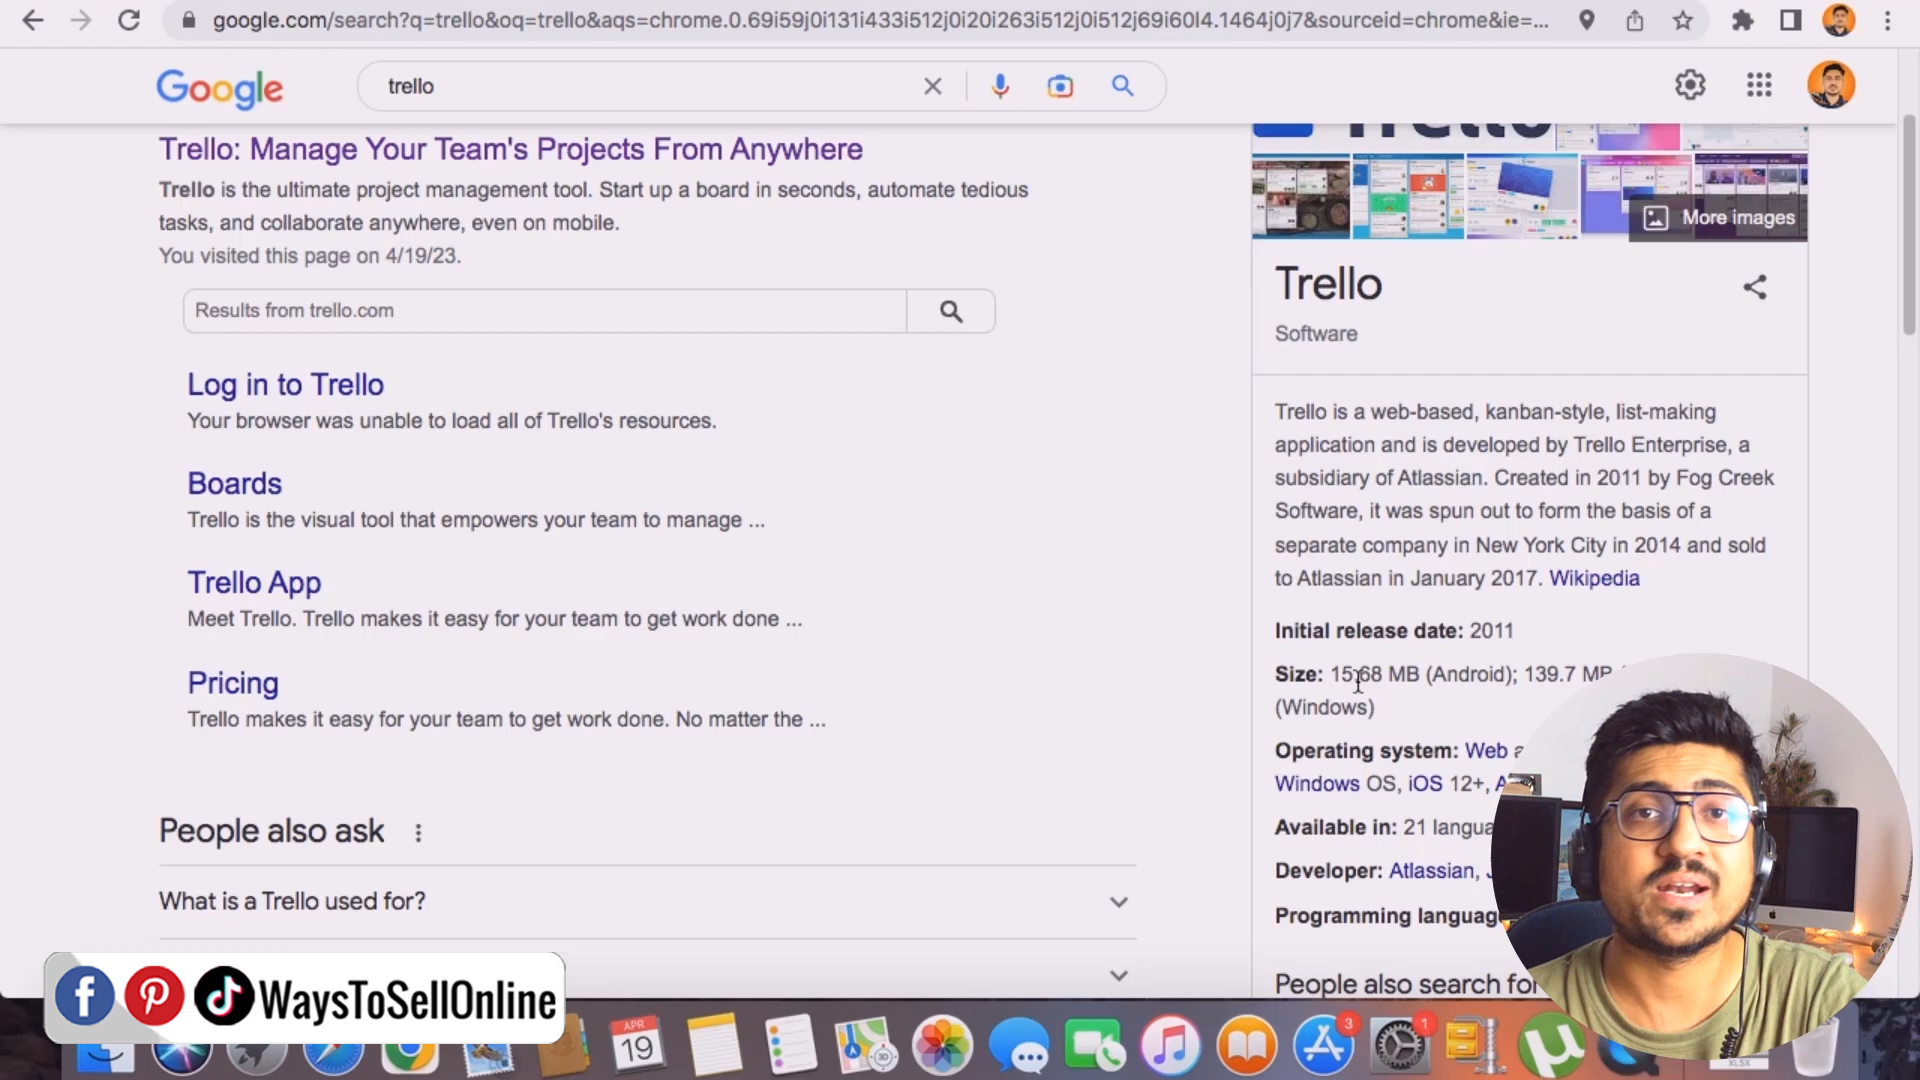 google.com/search?q=trello&oq=trello&aqs=chrome.0.69i59j0i131i433i512j0i20i263i512j0i512j69i60l4.1464j0j7&sourceid=chrome&ie=...
Google
trello
Trello
Trello: Manage Your Team's Projects From Anywhere
Trello is the ultimate project management tool. Start up a board in seconds, automate tedious
tasks, and collaborate anywhere, even on mobile.
You visited this page on 4/19/23.
Results from trello.com
Log in to Trello
Your browser was unable to load all of Trello's resources.
Boards
Trello is the visual tool that empowers your team to manage ...
Trello App
Meet Trello. Trello makes it easy for your team to get work done ...
Pricing
Trello makes it easy for your team to get work done. No matter the ...
People also ask
What is a Trello used for?
More images
Trello
Software
Trello is a web-based, kanban-style, list-making
application and is developed by Trello Enterprise, a
subsidiary of Atlassian. Created in 2011 by Fog Creek
Software, it was spun out to form the basis of a
separate company in New York City in 2014 and sold
to Atlassian in January 2017. Wikipedia
Initial release date: 2011
Size: 15.68 MB (Android); 139.7 MB
(Windows)
Operating system: Web
Windows OS, iOS 12+,
Available in: 21
Developer: Atlassian,
Programming
People also search for
WaysToSellOnline
APR
19
3D
3
1
XLSX